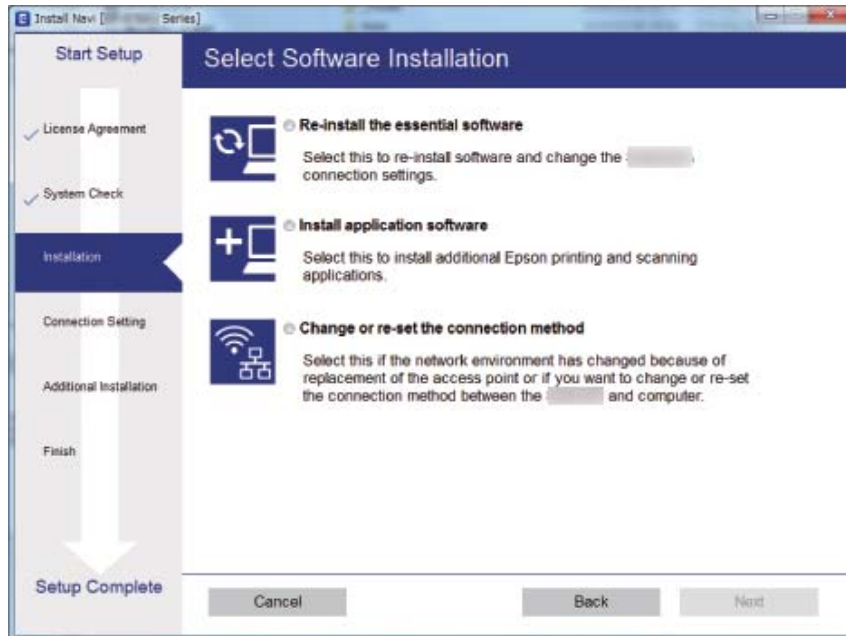 Install Navi [ Series]
Start Setup
License Agreement
System Check
Installation
Connection Setting
Additional Installation
Finish
Setup Complete
Select Software Installation
Re-install the essential software
Select this to re-install software and change the
connection settings.
Install application software
Select this to install additional Epson printing and scanning
applications.
Change or re-set the connection method
Select this if the network environment has changed because of
replacement of the access point or if you want to change or re-set
the connection method between the and computer.
Cancel
Back
Next